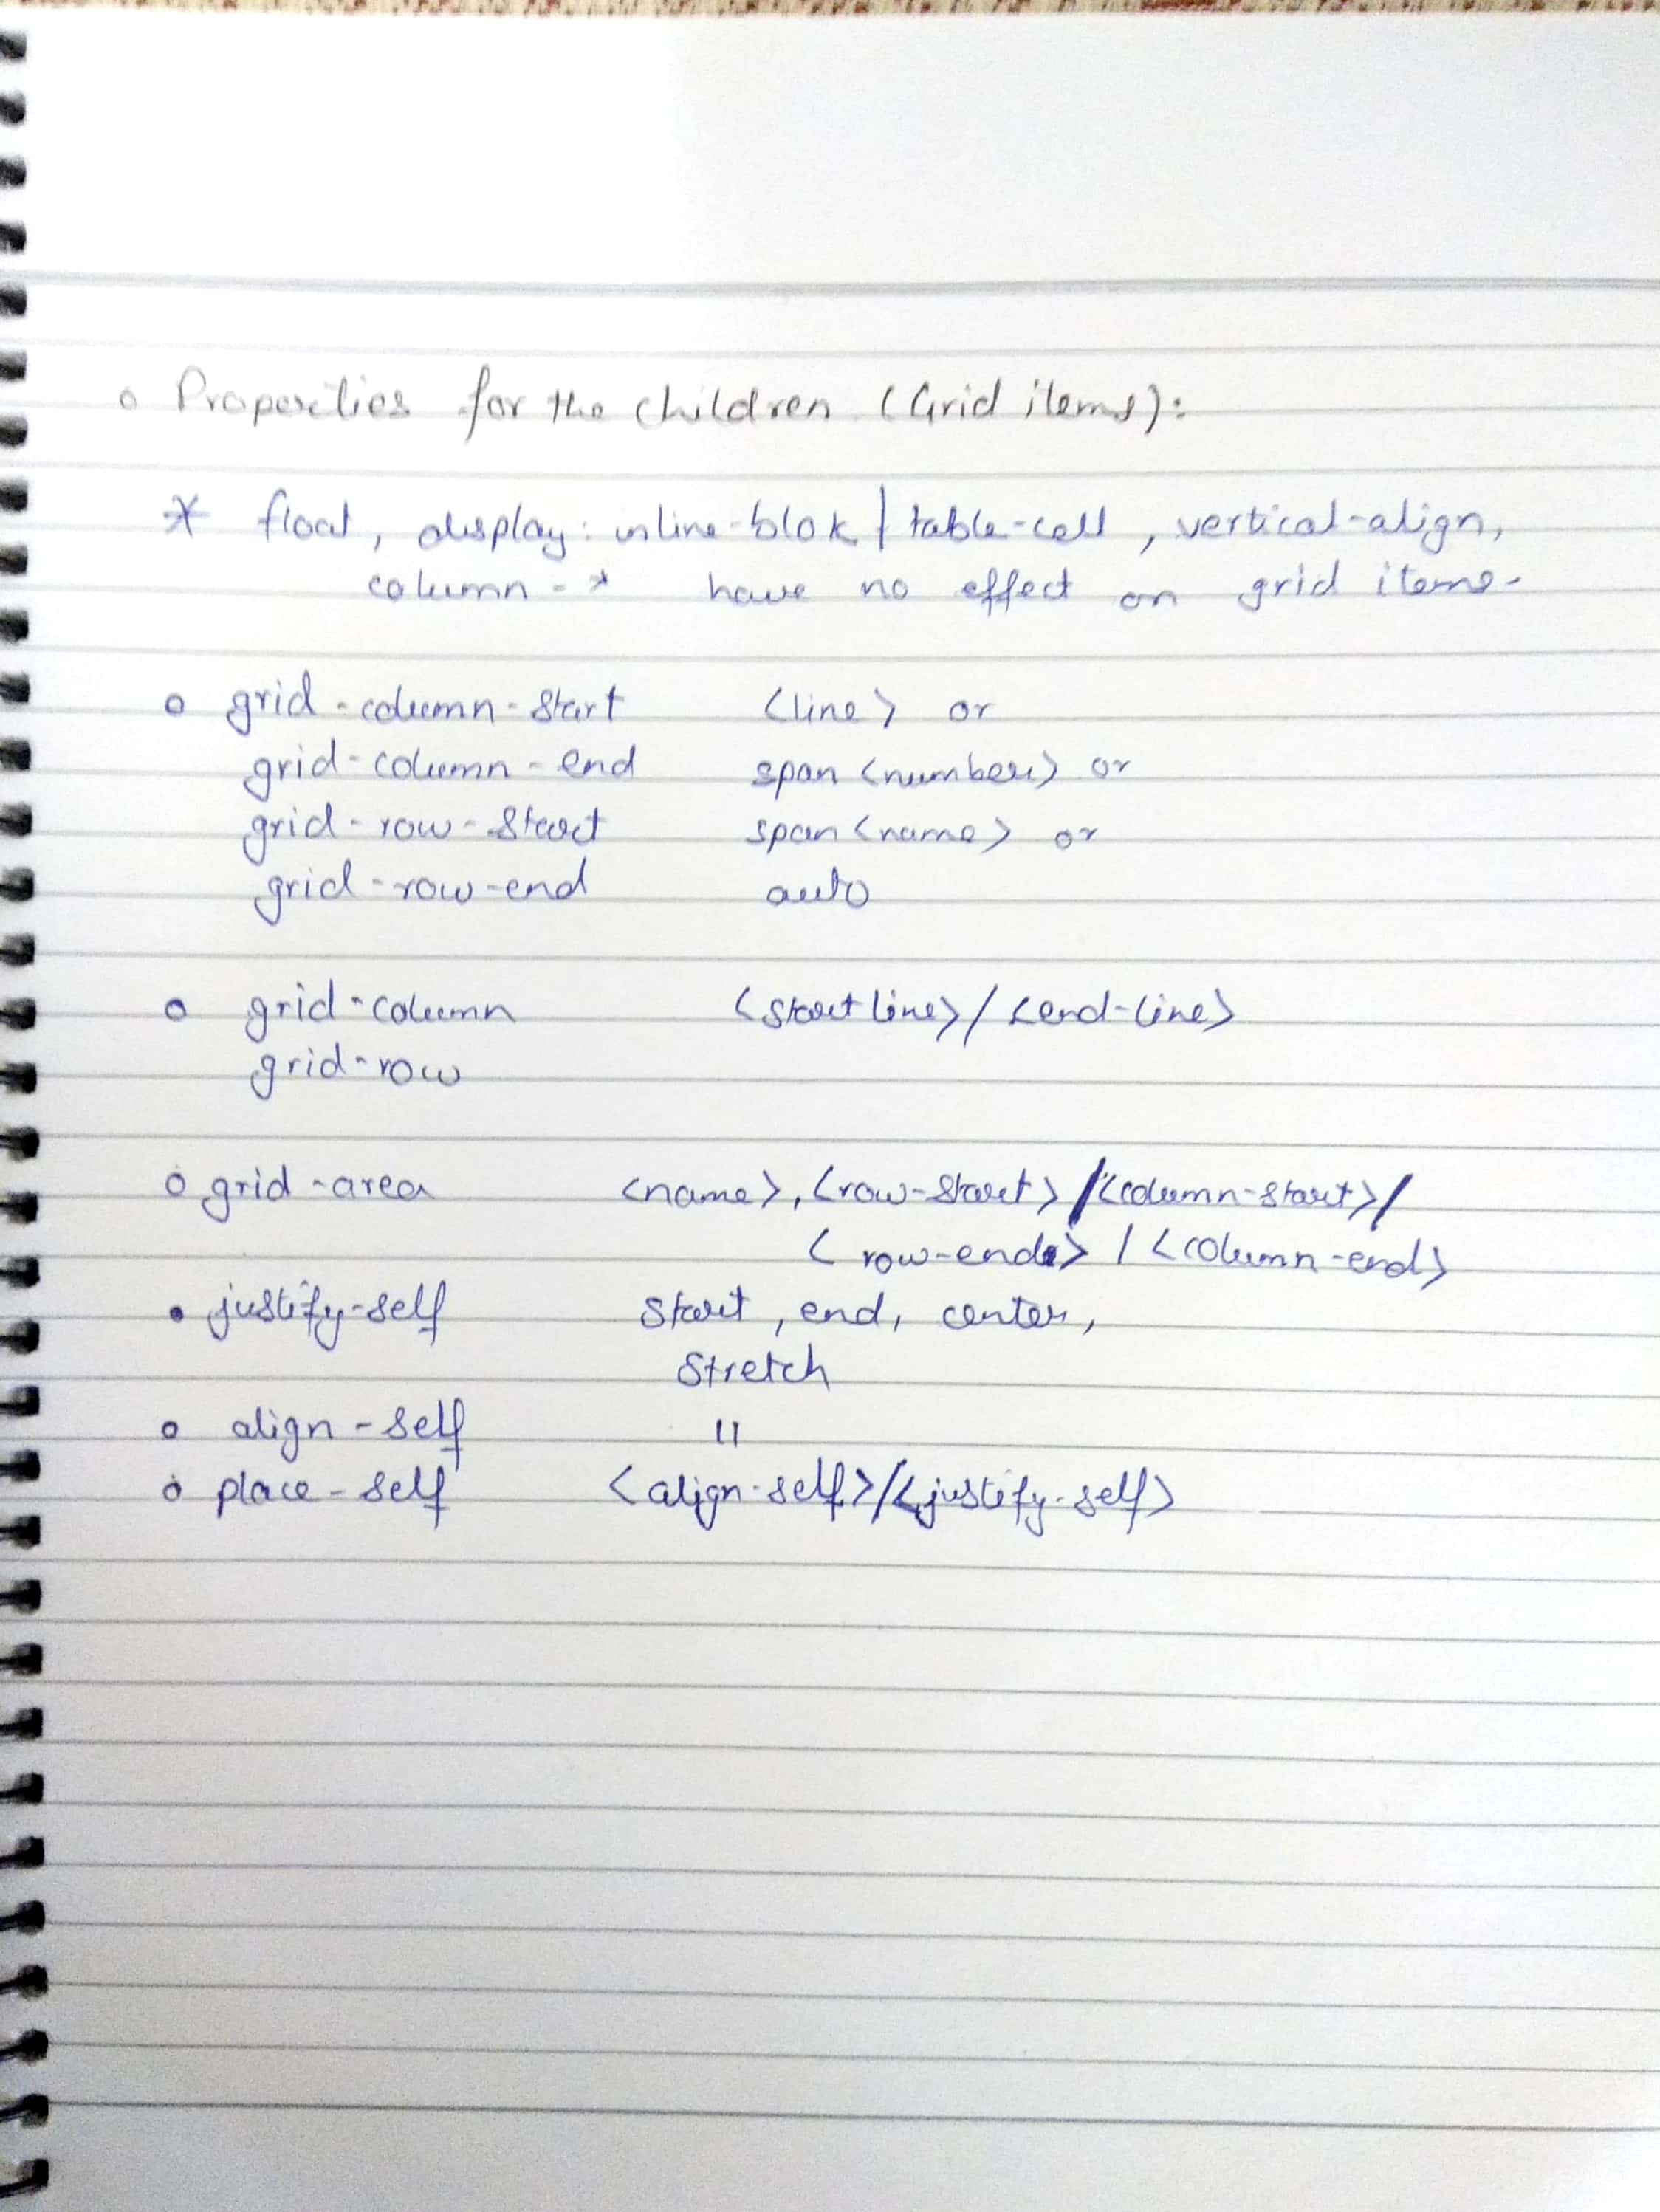 o Properties for the children (Grid items):
* float, display: inline-blok | table-cell, vertical-align,
column-* have no effect on grid items.
o grid-column-start <line> or
grid-column-end span <number> or
grid-row-start span <name> or
grid-row-end auto
o grid-column <start line> / <end-line>
grid-row
o grid-area <name>, <row-start> / <column-start> /
<row-end> / <column-end>
• justify-self start, end, center,
stretch
o align-self "
o place-self <align-self> / <justify-self>